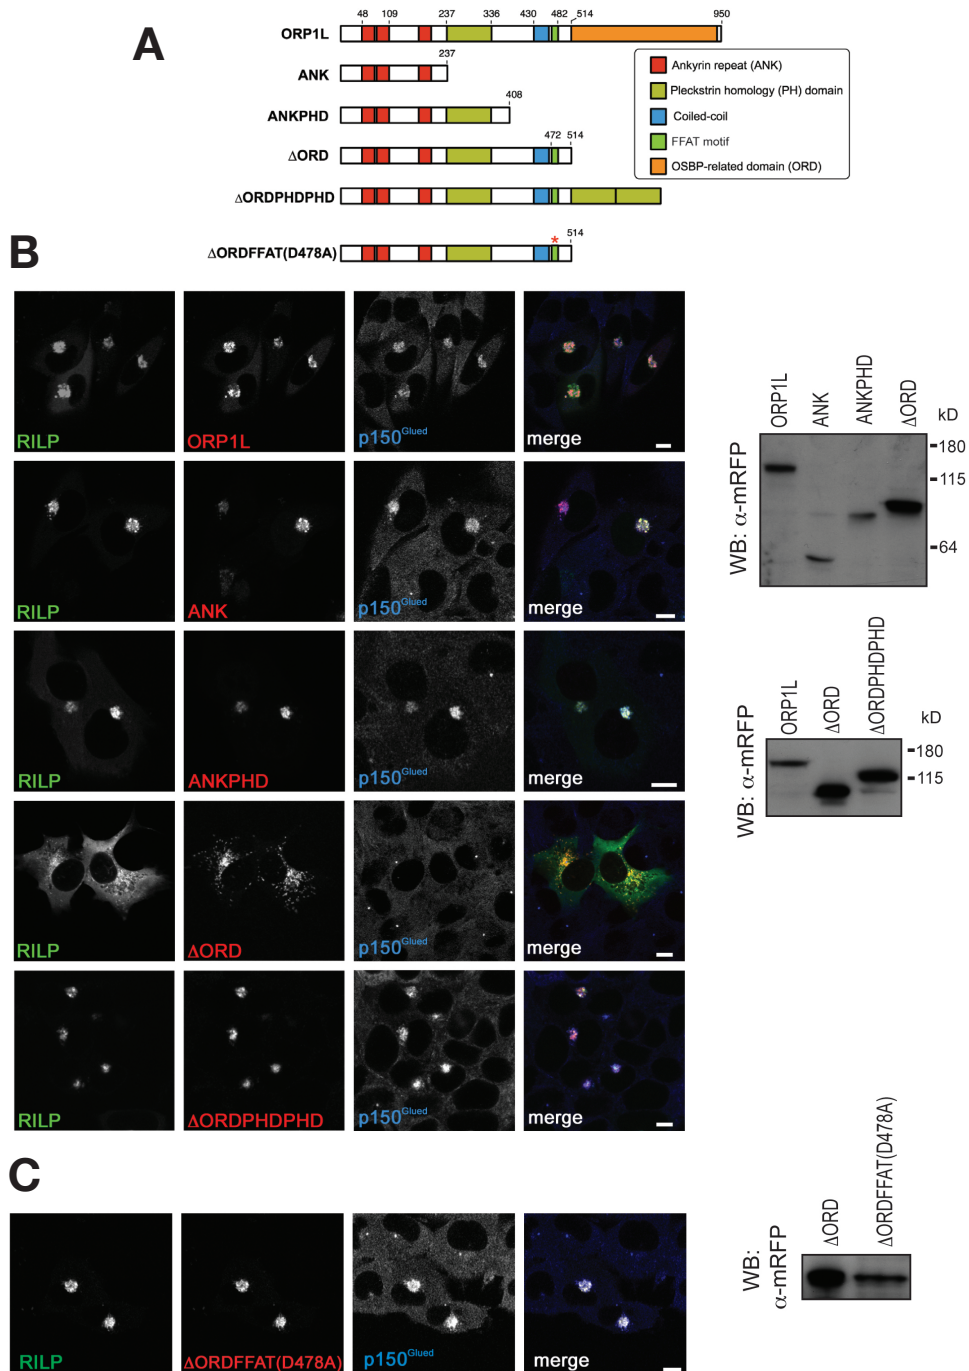 A
48 109 237 336 430 482 514 950
ORP1L
237
ANK
408
ANKPHD
472 514
ΔORD
ΔORDPHDPHD
* 514
ΔORDFFAT(D478A)
Ankyrin repeat (ANK)
Pleckstrin homology (PH) domain
Coiled-coil
FFAT motif
OSBP-related domain (ORD)
B
RILP ORP1L p150Glued merge
RILP ANK p150Glued merge
RILP ANKPHD p150Glued merge
RILP ΔORD p150Glued merge
RILP ΔORDPHDPHD p150Glued merge
ORP1L ANK ANKPHD ΔORD kD
WB: α-mRFP
180
115
64
ORP1L ΔORD ΔORDPHDPHD kD
WB: α-mRFP
180
115
C
RILP ΔORDFFAT(D478A) p150Glued merge
ΔORD ΔORDFFAT(D478A)
WB:
α-mRFP